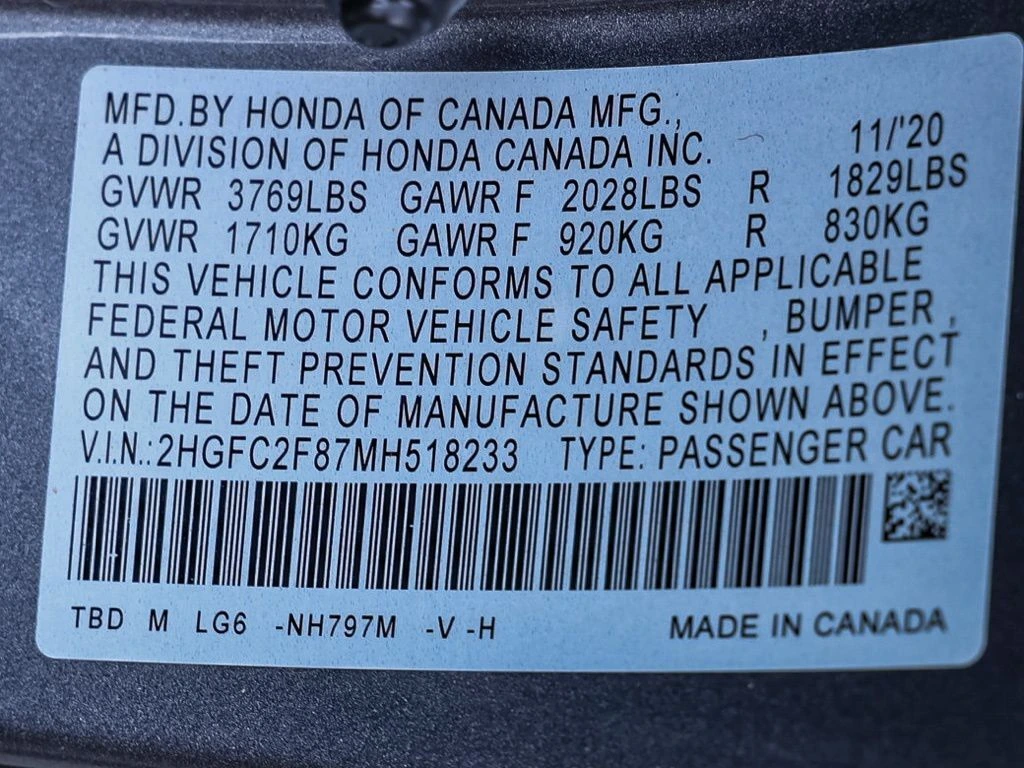 MFD.BY HONDA OF CANADA MFG.,
A DIVISION OF HONDA CANADA INC. 11/'20
GVWR 3769LBS GAWR F 2028LBS R 1829LBS
GVWR 1710KG GAWR F 920KG R 830KG
THIS VEHICLE CONFORMS TO ALL APPLICABLE
FEDERAL MOTOR VEHICLE SAFETY , BUMPER ,
AND THEFT PREVENTION STANDARDS IN EFFECT
ON THE DATE OF MANUFACTURE SHOWN ABOVE.
V.I.N.:2HGFC2F87MH518233 TYPE: PASSENGER CAR
TBD M LG6 -NH797M -V -H MADE IN CANADA